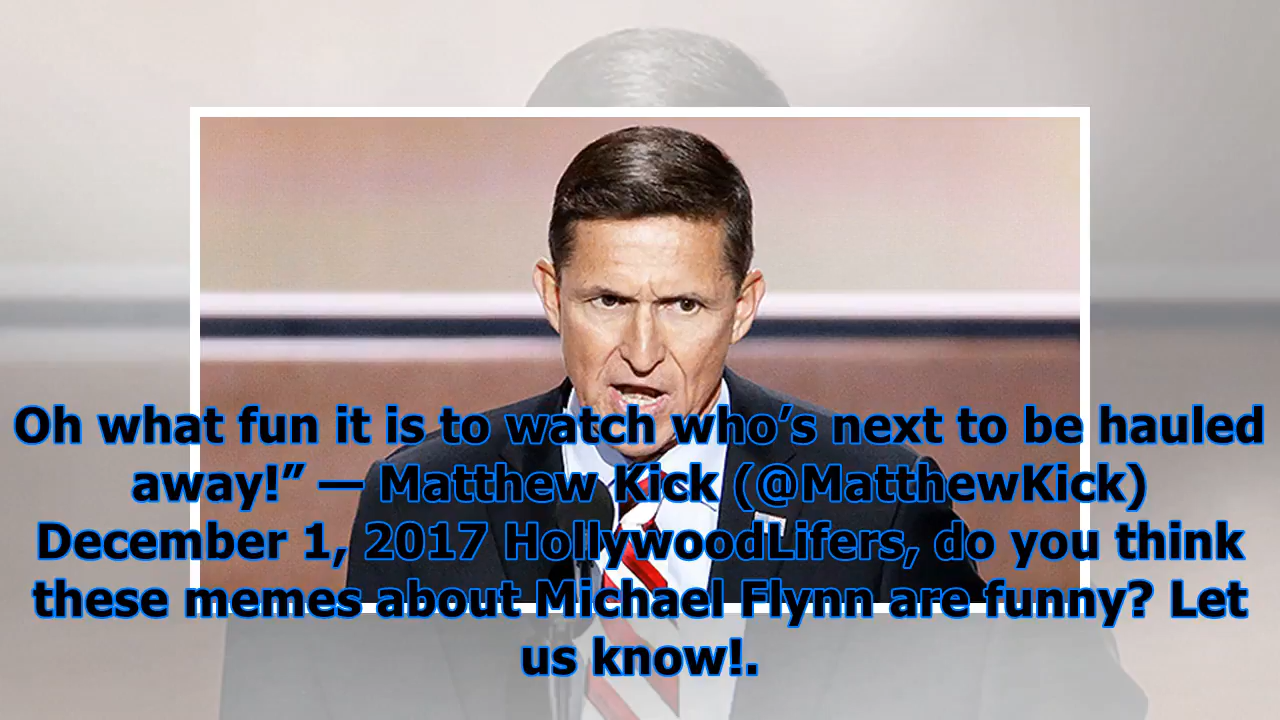 Oh what fun it is to watch who’s next to be hauled
away!” — Matthew Kick (@MatthewKick)
December 1, 2017 HollywoodLifers, do you think
these memes about Michael Flynn are funny? Let
us know!.